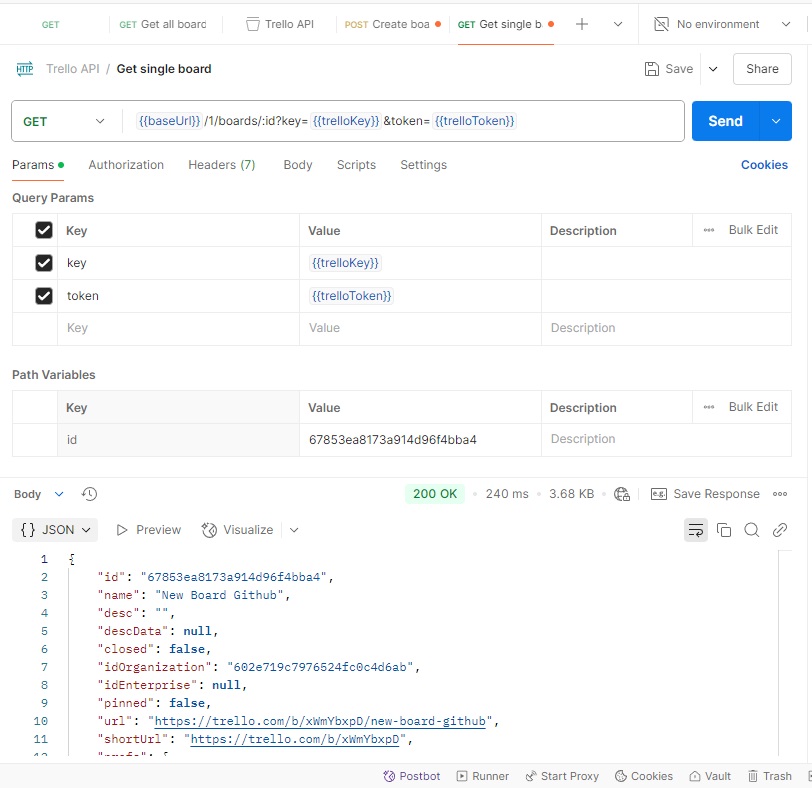 GET GET Get all board Trello API POST Create boa GET Get single b No environment
HTTP Trello API / Get single board Save Share
GET {{baseUrl}} /1/boards/:id?key= {{trelloKey}} &token= {{trelloToken}} Send
Params Authorization Headers (7) Body Scripts Settings Cookies
Query Params
Key Value Description Bulk Edit
key {{trelloKey}}
token {{trelloToken}}
Key Value Description
Path Variables
Key Value Description Bulk Edit
id 67853ea8173a914d96f4bba4 Description
Body 200 OK 240 ms 3.68 KB e.g. Save Response
{} JSON Preview Visualize
1 {
2 "id": "67853ea8173a914d96f4bba4",
3 "name": "New Board Github",
4 "desc": "",
5 "descData": null,
6 "closed": false,
7 "idOrganization": "602e719c7976524fc0c4d6ab",
8 "idEnterprise": null,
9 "pinned": false,
10 "url": "https://trello.com/b/xWmYbxpD/new-board-github",
11 "shortUrl": "https://trello.com/b/xWmYbxpD",
Postbot Runner Start Proxy Cookies Vault Trash